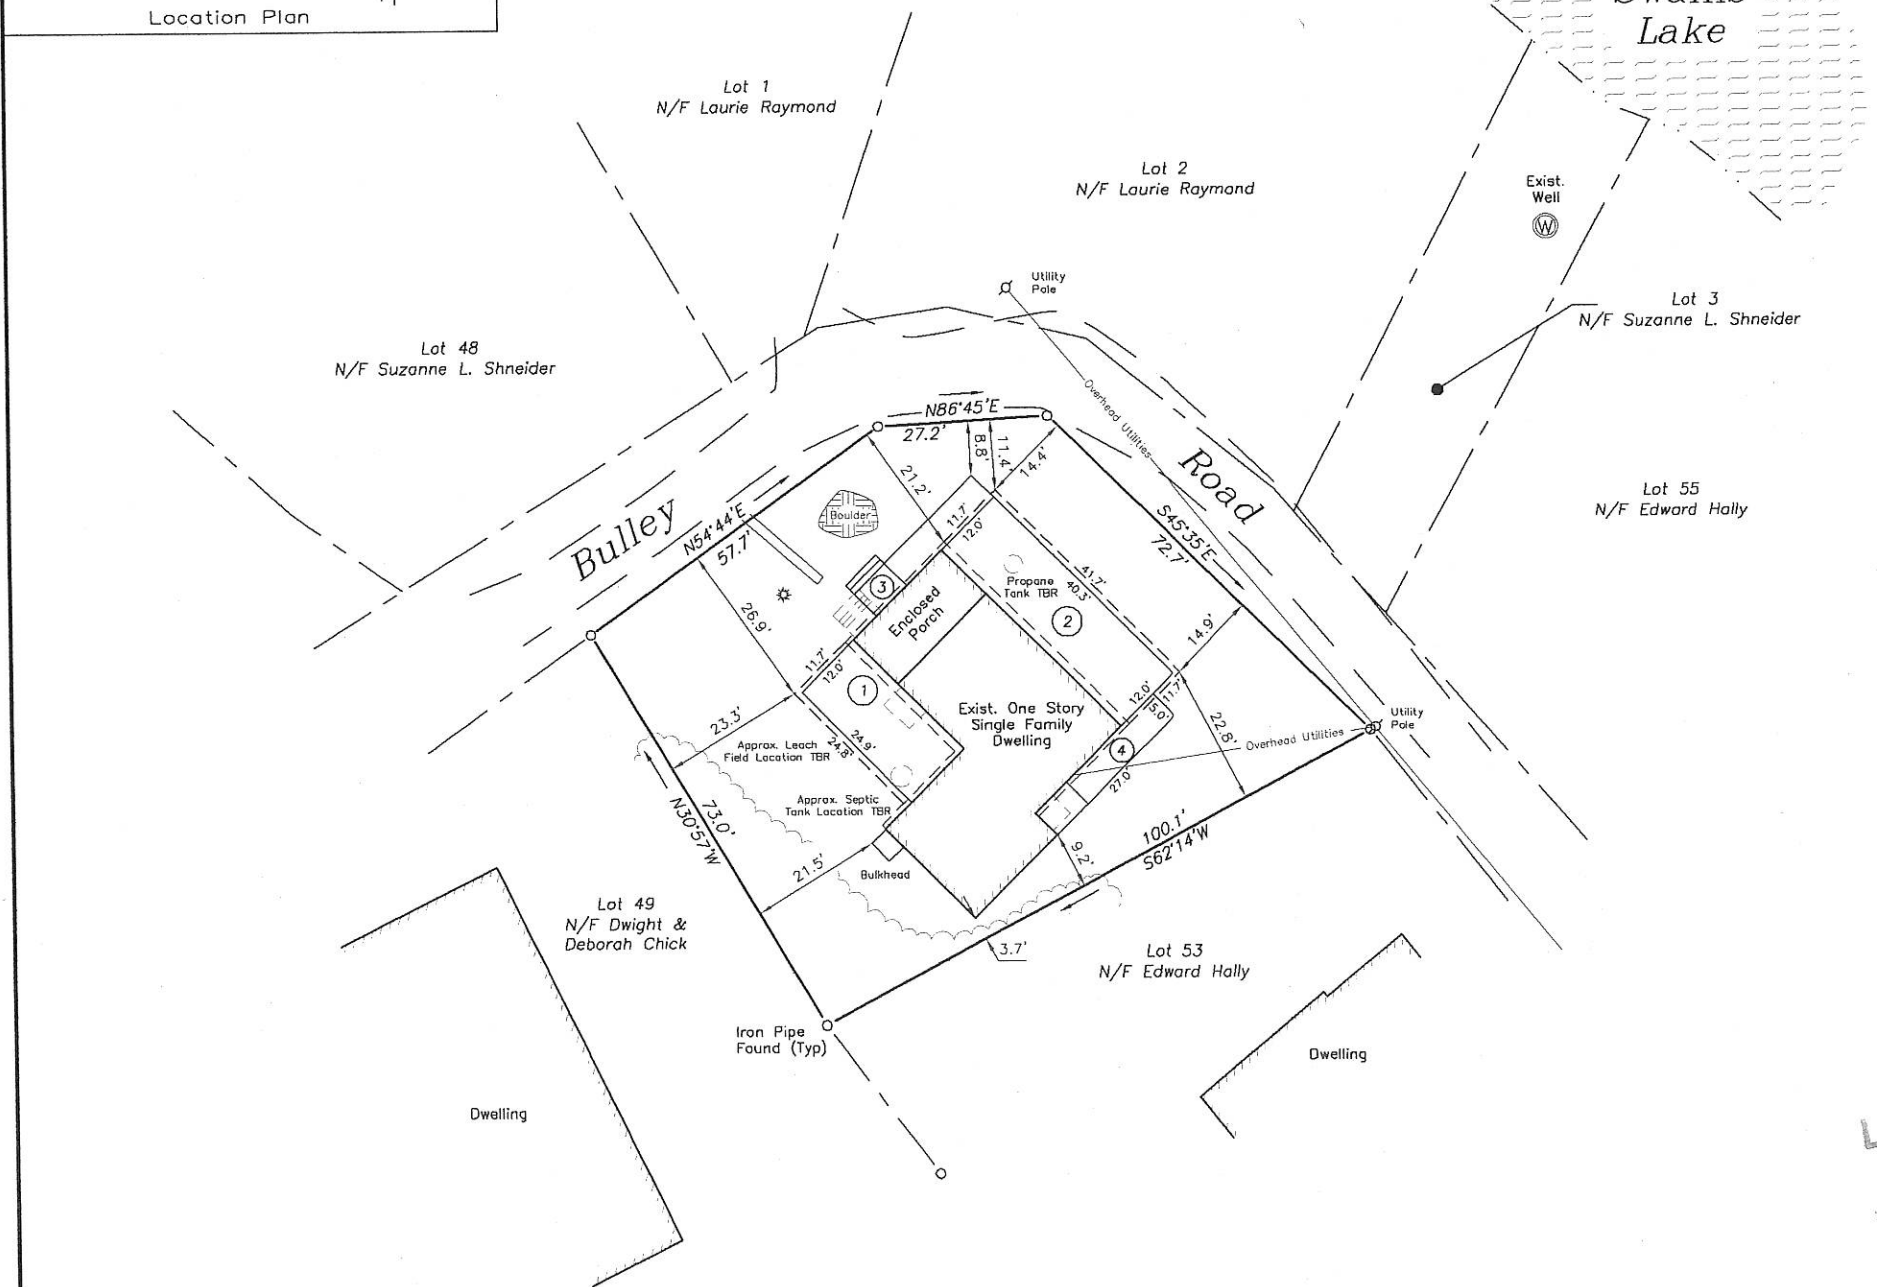 Location Plan
Lake
Lot 1
N/F Laurie Raymond
Lot 2
N/F Laurie Raymond
Exist.
Well
W
Utility
Pole
Lot 3
N/F Suzanne L. Shneider
Lot 48
N/F Suzanne L. Shneider
Overhead Utilities
N86°45'E
27.2'
8.8'
11.4'
14.4'
21.2'
Road
Lot 55
N/F Edward Hally
Bulley
N54°44'E
57.7'
Boulder
11.7'
12.0'
S45°35'E
72.7'
3
Enclosed
Porch
Propane
Tank TBR
41.7'
40.3'
2
26.9'
14.9'
11.7'
12.0'
1
Exist. One Story
Single Family
Dwelling
12.0'
11.7'
5.0'
23.3'
22.8'
Utility
Pole
Approx. Leach
Field Location TBR
24.9'
24.8'
4
Overhead Utilities
27.0'
Approx. Septic
Tank Location TBR
73.0'
N30°57'W
100.1'
S62°14'W
21.5'
9.2'
Bulkhead
Lot 49
N/F Dwight &
Deborah Chick
3.7'
Lot 53
N/F Edward Hally
Iron Pipe
Found (Typ)
Dwelling
Dwelling